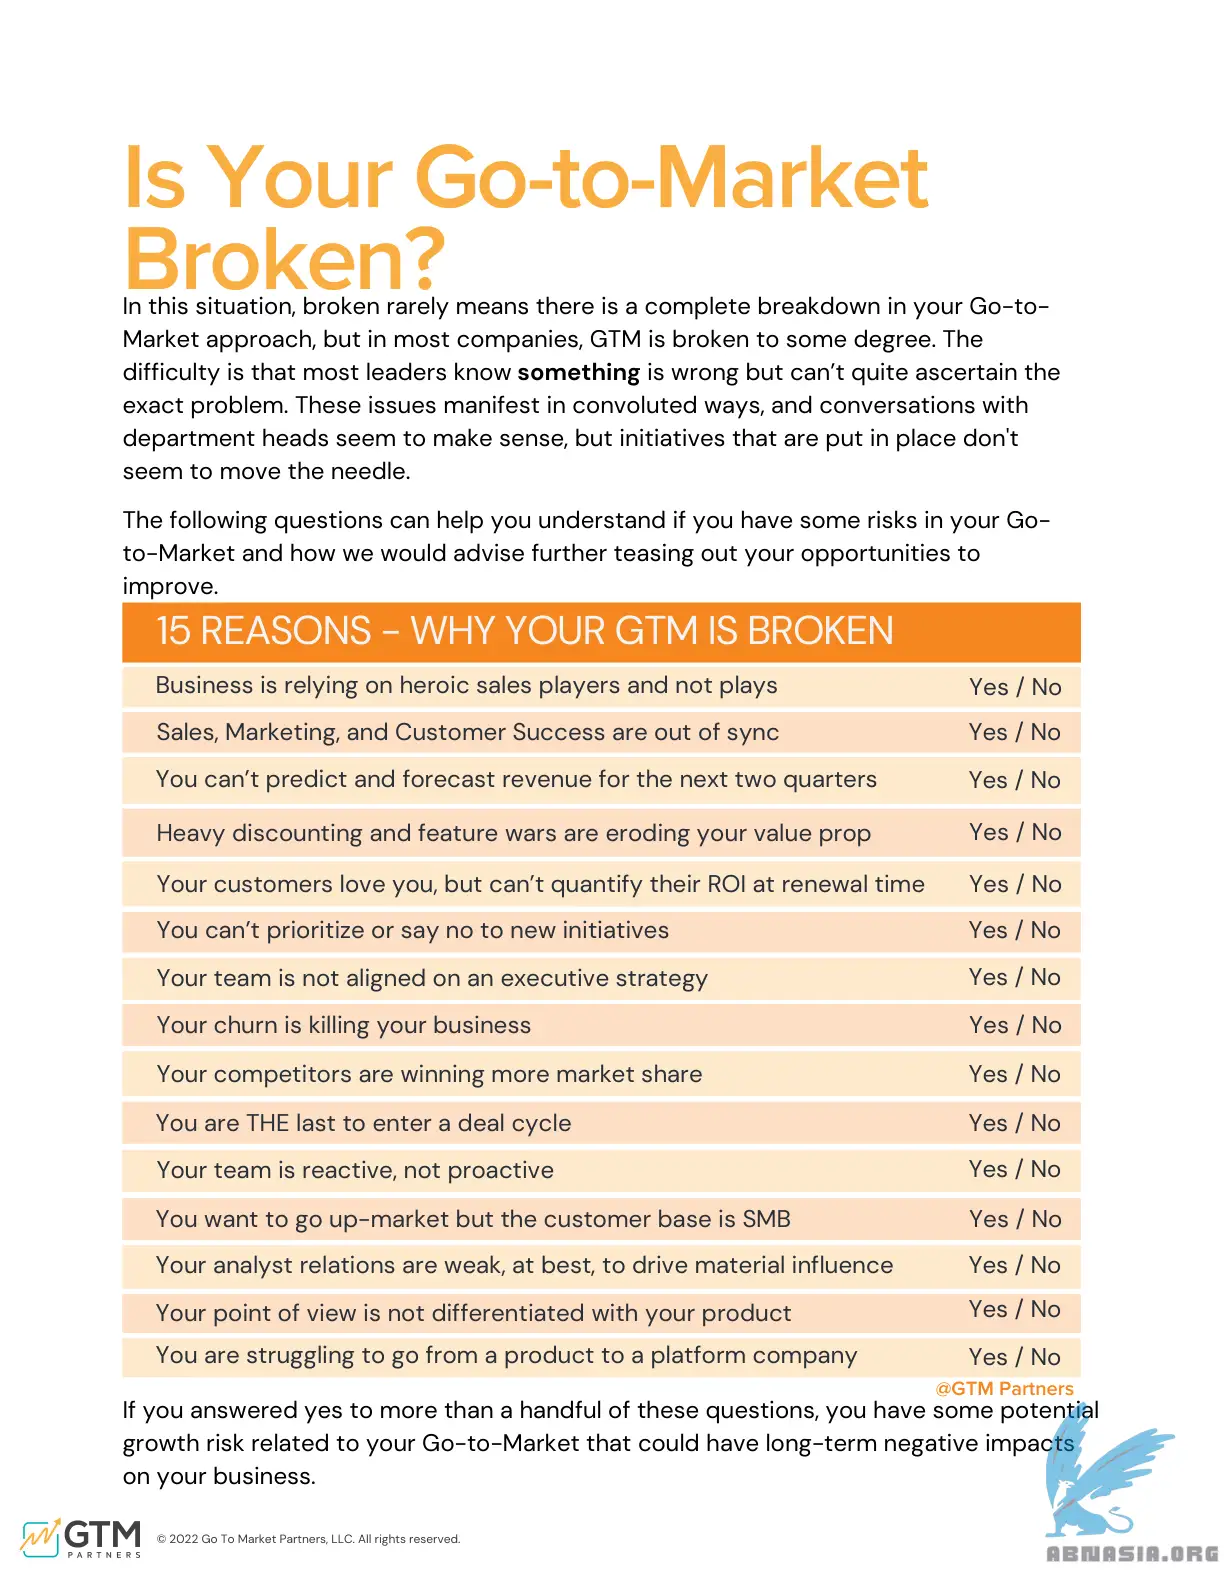 Is Your Go-to-Market
Broken?
In this situation, broken rarely means there is a complete breakdown in your Go-to-
Market approach, but in most companies, GTM is broken to some degree. The
difficulty is that most leaders know something is wrong but can’t quite ascertain the
exact problem. These issues manifest in convoluted ways, and conversations with
department heads seem to make sense, but initiatives that are put in place don't
seem to move the needle.
The following questions can help you understand if you have some risks in your Go-
to-Market and how we would advise further teasing out your opportunities to
improve.
15 REASONS - WHY YOUR GTM IS BROKEN
Business is relying on heroic sales players and not plays Yes / No
Sales, Marketing, and Customer Success are out of sync Yes / No
You can’t predict and forecast revenue for the next two quarters Yes / No
Heavy discounting and feature wars are eroding your value prop Yes / No
Your customers love you, but can’t quantify their ROI at renewal time Yes / No
You can’t prioritize or say no to new initiatives Yes / No
Your team is not aligned on an executive strategy Yes / No
Your churn is killing your business Yes / No
Your competitors are winning more market share Yes / No
You are THE last to enter a deal cycle Yes / No
Your team is reactive, not proactive Yes / No
You want to go up-market but the customer base is SMB Yes / No
Your analyst relations are weak, at best, to drive material influence Yes / No
Your point of view is not differentiated with your product Yes / No
You are struggling to go from a product to a platform company Yes / No
@GTM Partners
If you answered yes to more than a handful of these questions, you have some potential
growth risk related to your Go-to-Market that could have long-term negative impacts
on your business.
GTM
PARTNERS
© 2022 Go To Market Partners, LLC. All rights reserved.
ABNASIA.ORG